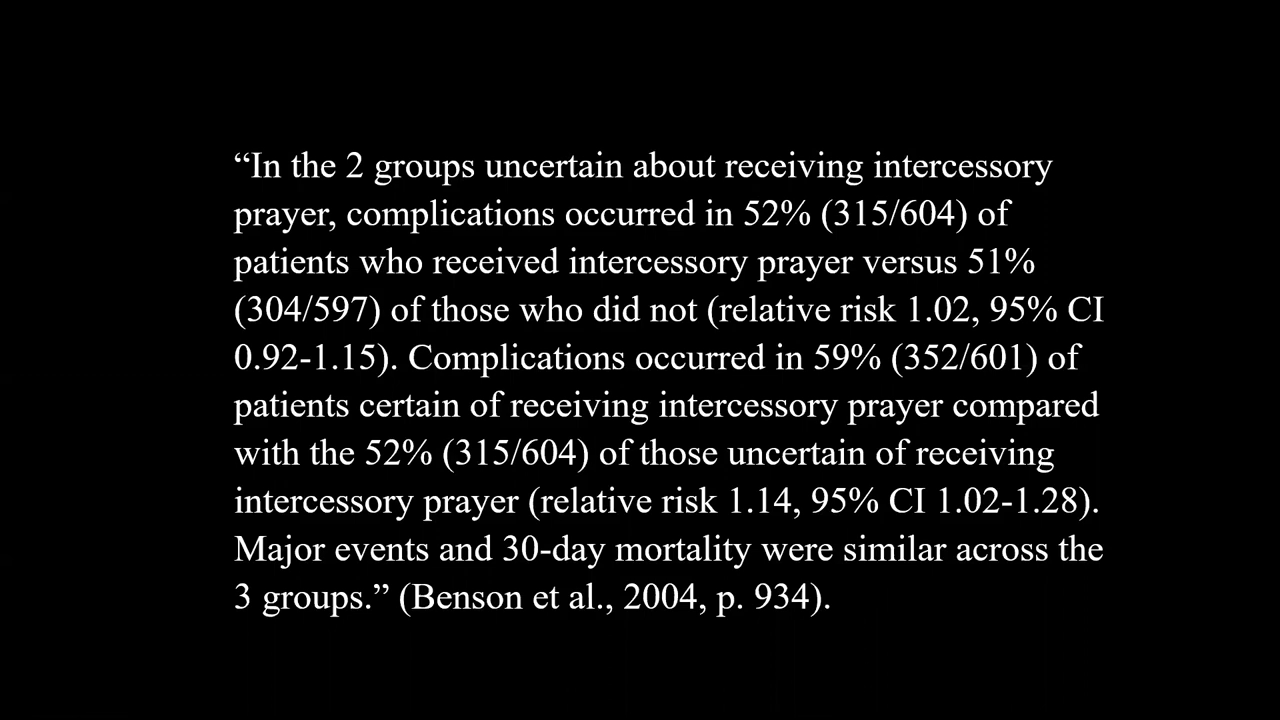 “In the 2 groups uncertain about receiving intercessory
prayer, complications occurred in 52% (315/604) of
patients who received intercessory prayer versus 51%
(304/597) of those who did not (relative risk 1.02, 95% CI
0.92-1.15). Complications occurred in 59% (352/601) of
patients certain of receiving intercessory prayer compared
with the 52% (315/604) of those uncertain of receiving
intercessory prayer (relative risk 1.14, 95% CI 1.02-1.28).
Major events and 30-day mortality were similar across the
3 groups.” (Benson et al., 2004, p. 934).